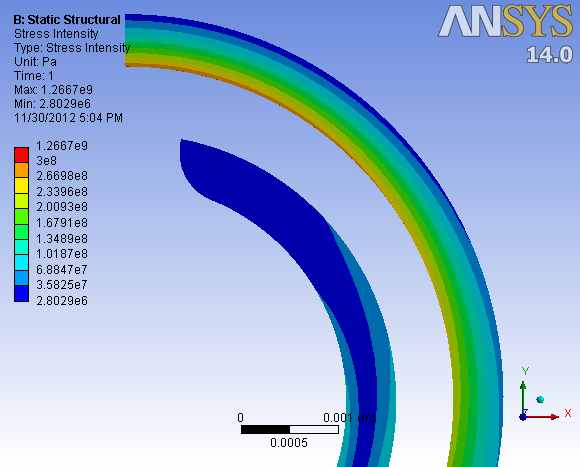 B: Static Structural
Stress Intensity
Type: Stress Intensity
Unit: Pa
Time: 1
Max: 1.2667e9
Min: 2.8029e6
11/30/2012 5:04 PM
ANSYS
14.0
1.2667e9
3e8
2.6698e8
2.3396e8
2.0093e8
1.6791e8
1.3489e8
1.0187e8
6.8847e7
3.5825e7
2.8029e6
0
0.001
0.0005
Y
X
Z